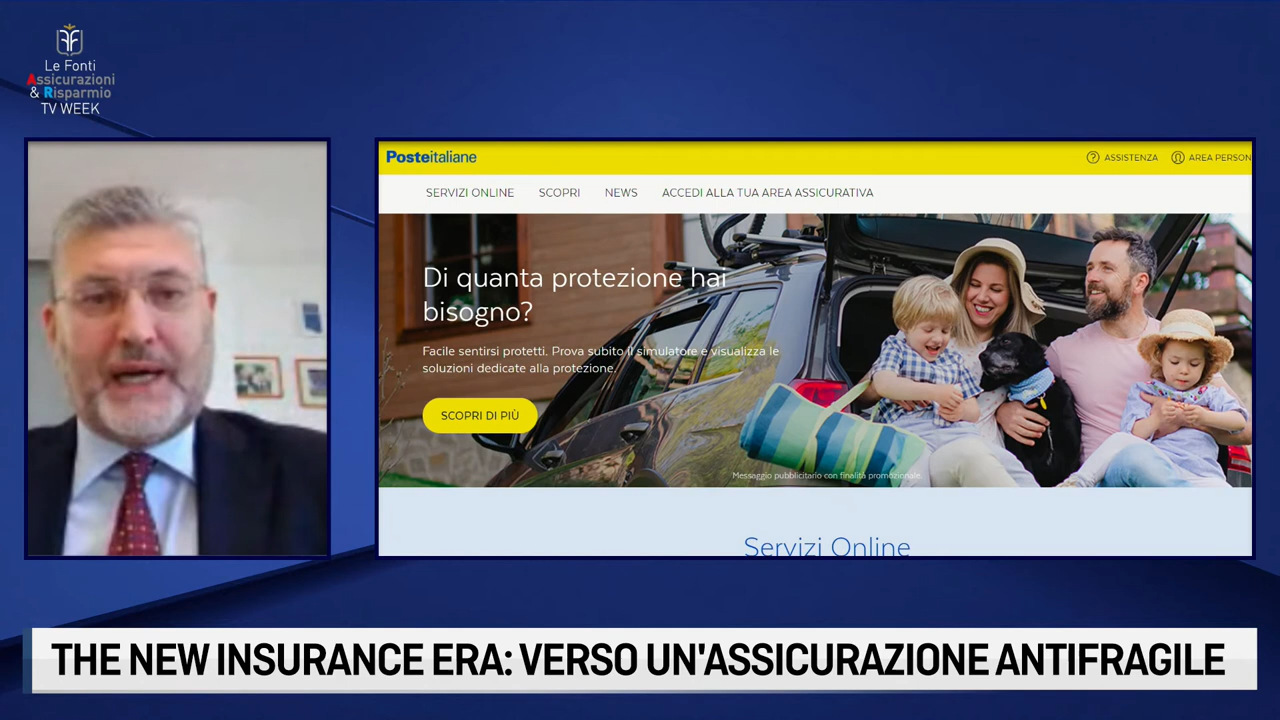 Le Fonti
Assicurazioni
& Risparmio
TV WEEK
Posteitaliane
ASSISTENZA
AREA PERSON
SERVIZI ONLINE
SCOPRI
NEWS
ACCEDI ALLA TUA AREA ASSICURATIVA
Di quanta protezione hai
bisogno?
Facile sentirsi protetti. Prova subito il simulatore e visualizza le
soluzioni dedicate alla protezione.
SCOPRI DI PIÙ
Messaggio pubblicitario con finalità promozionale.
Servizi Online
THE NEW INSURANCE ERA: VERSO UN'ASSICURAZIONE ANTIFRAGILE